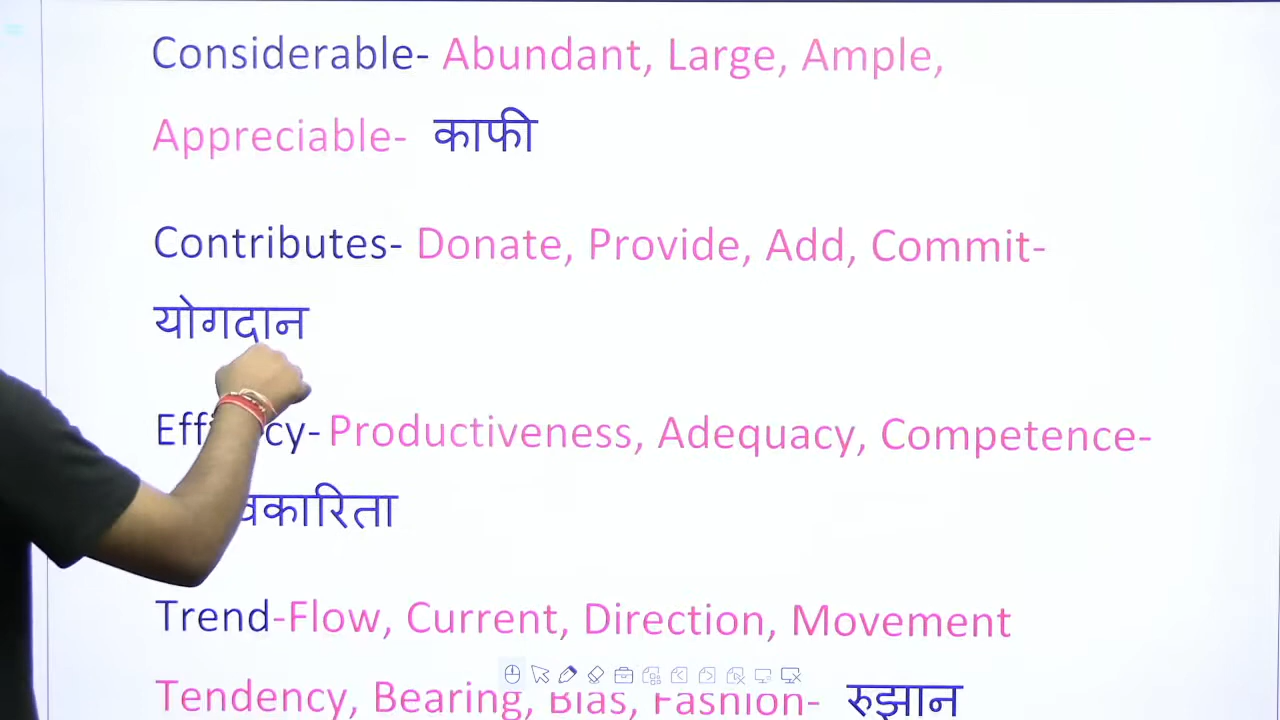 Considerable- Abundant, Large, Ample,
Appreciable- काफी
Contributes- Donate, Provide, Add, Commit-
योगदान
Productiveness, Adequacy, Competence-
Trend-Flow, Current, Direction, Movement
Tendency, Bearing, Bias, Fashion- रुझान